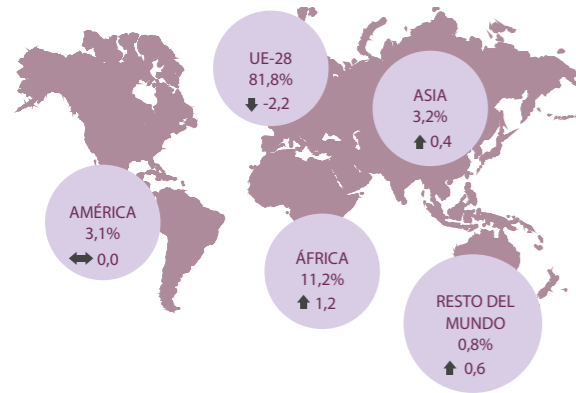 UE-28
81,8%
-2,2
ASIA
3,2%
0,4
AMÉRICA
3,1%
0,0
ÁFRICA
11,2%
1,2
RESTO DEL
MUNDO
0,8%
0,6